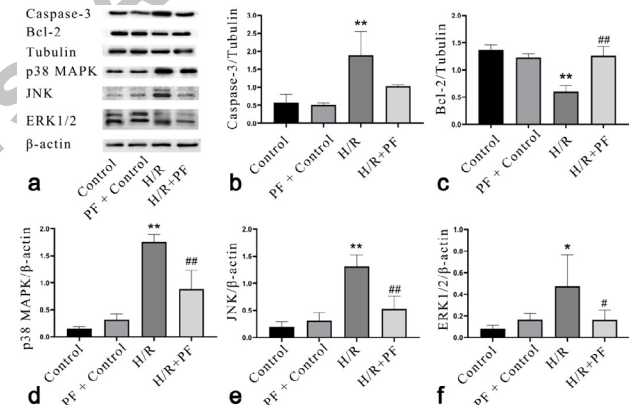 Caspase-3
Bcl-2
Tubulin
p38 MAPK
JNK
ERK1/2
β-actin
Control
PF + Control
H/R
H/R+PF
a
Caspase-3/Tubulin
3.0
2.5
2.0
1.5
1.0
0.5
0.0
**
Control
PF + Control
H/R
H/R+PF
b
Bcl-2/Tubulin
2.0
1.5
1.0
0.5
0.0
**
##
Control
PF + Control
H/R
H/R+PF
c
p38 MAPK/β-actin
2.0
1.5
1.0
0.5
0.0
**
##
Control
PF + Control
H/R
H/R+PF
d
JNK/β-actin
2.0
1.5
1.0
0.5
0.0
**
##
Control
PF + Control
H/R
H/R+PF
e
ERK1/2/β-actin
1.0
0.8
0.6
0.4
0.2
0.0
*
#
Control
PF + Control
H/R
H/R+PF
f